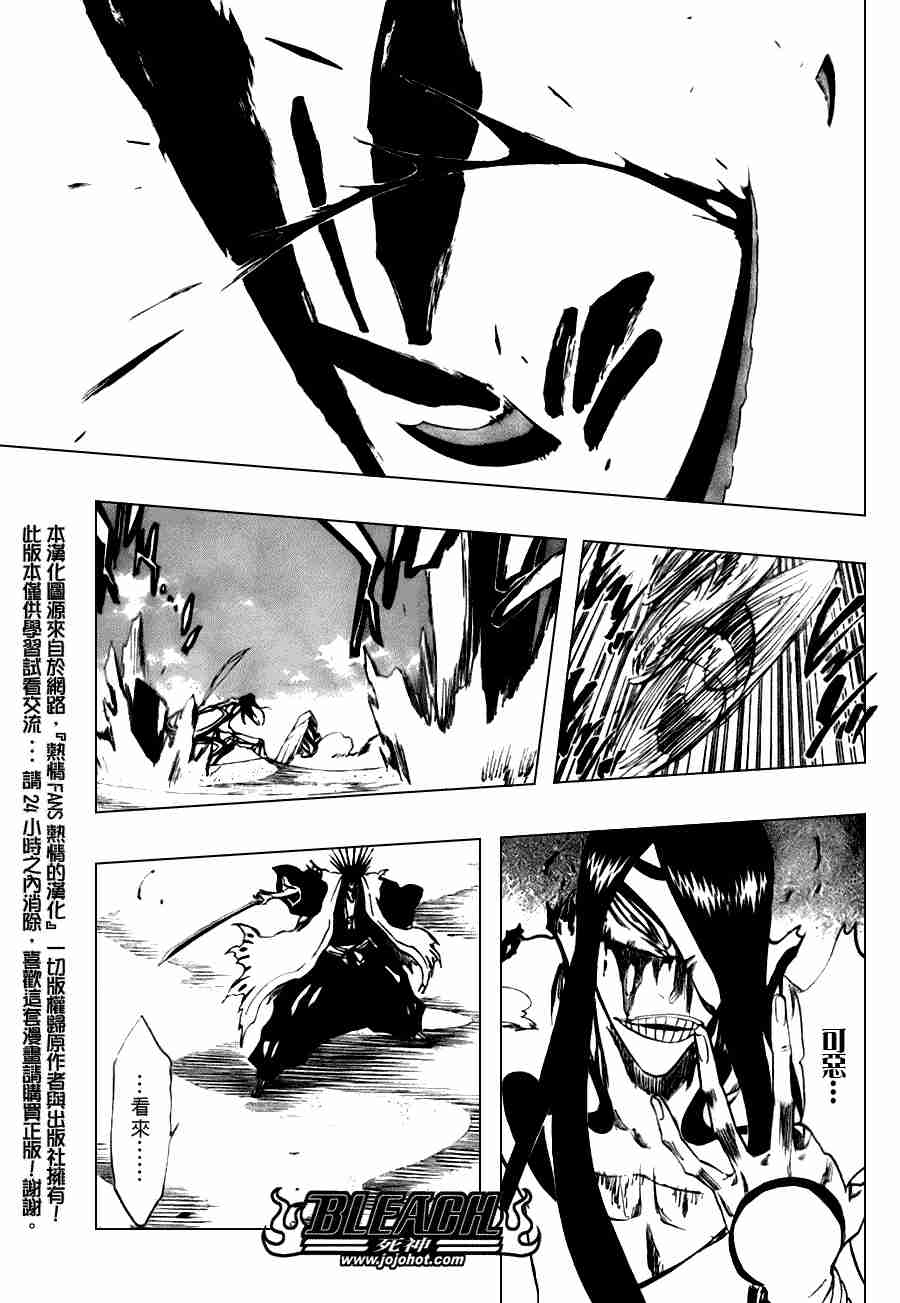 可惡…
…看來……
本漢化圖源來自於網路，『熱情FANS熱情的漢化』一切版權歸原作者與出版社擁有！
此版本僅供學習試看交流…請24小時之內消除，喜歡這套漫畫請購買正版！謝謝。
BLEACH
死神
www.jojohot.com